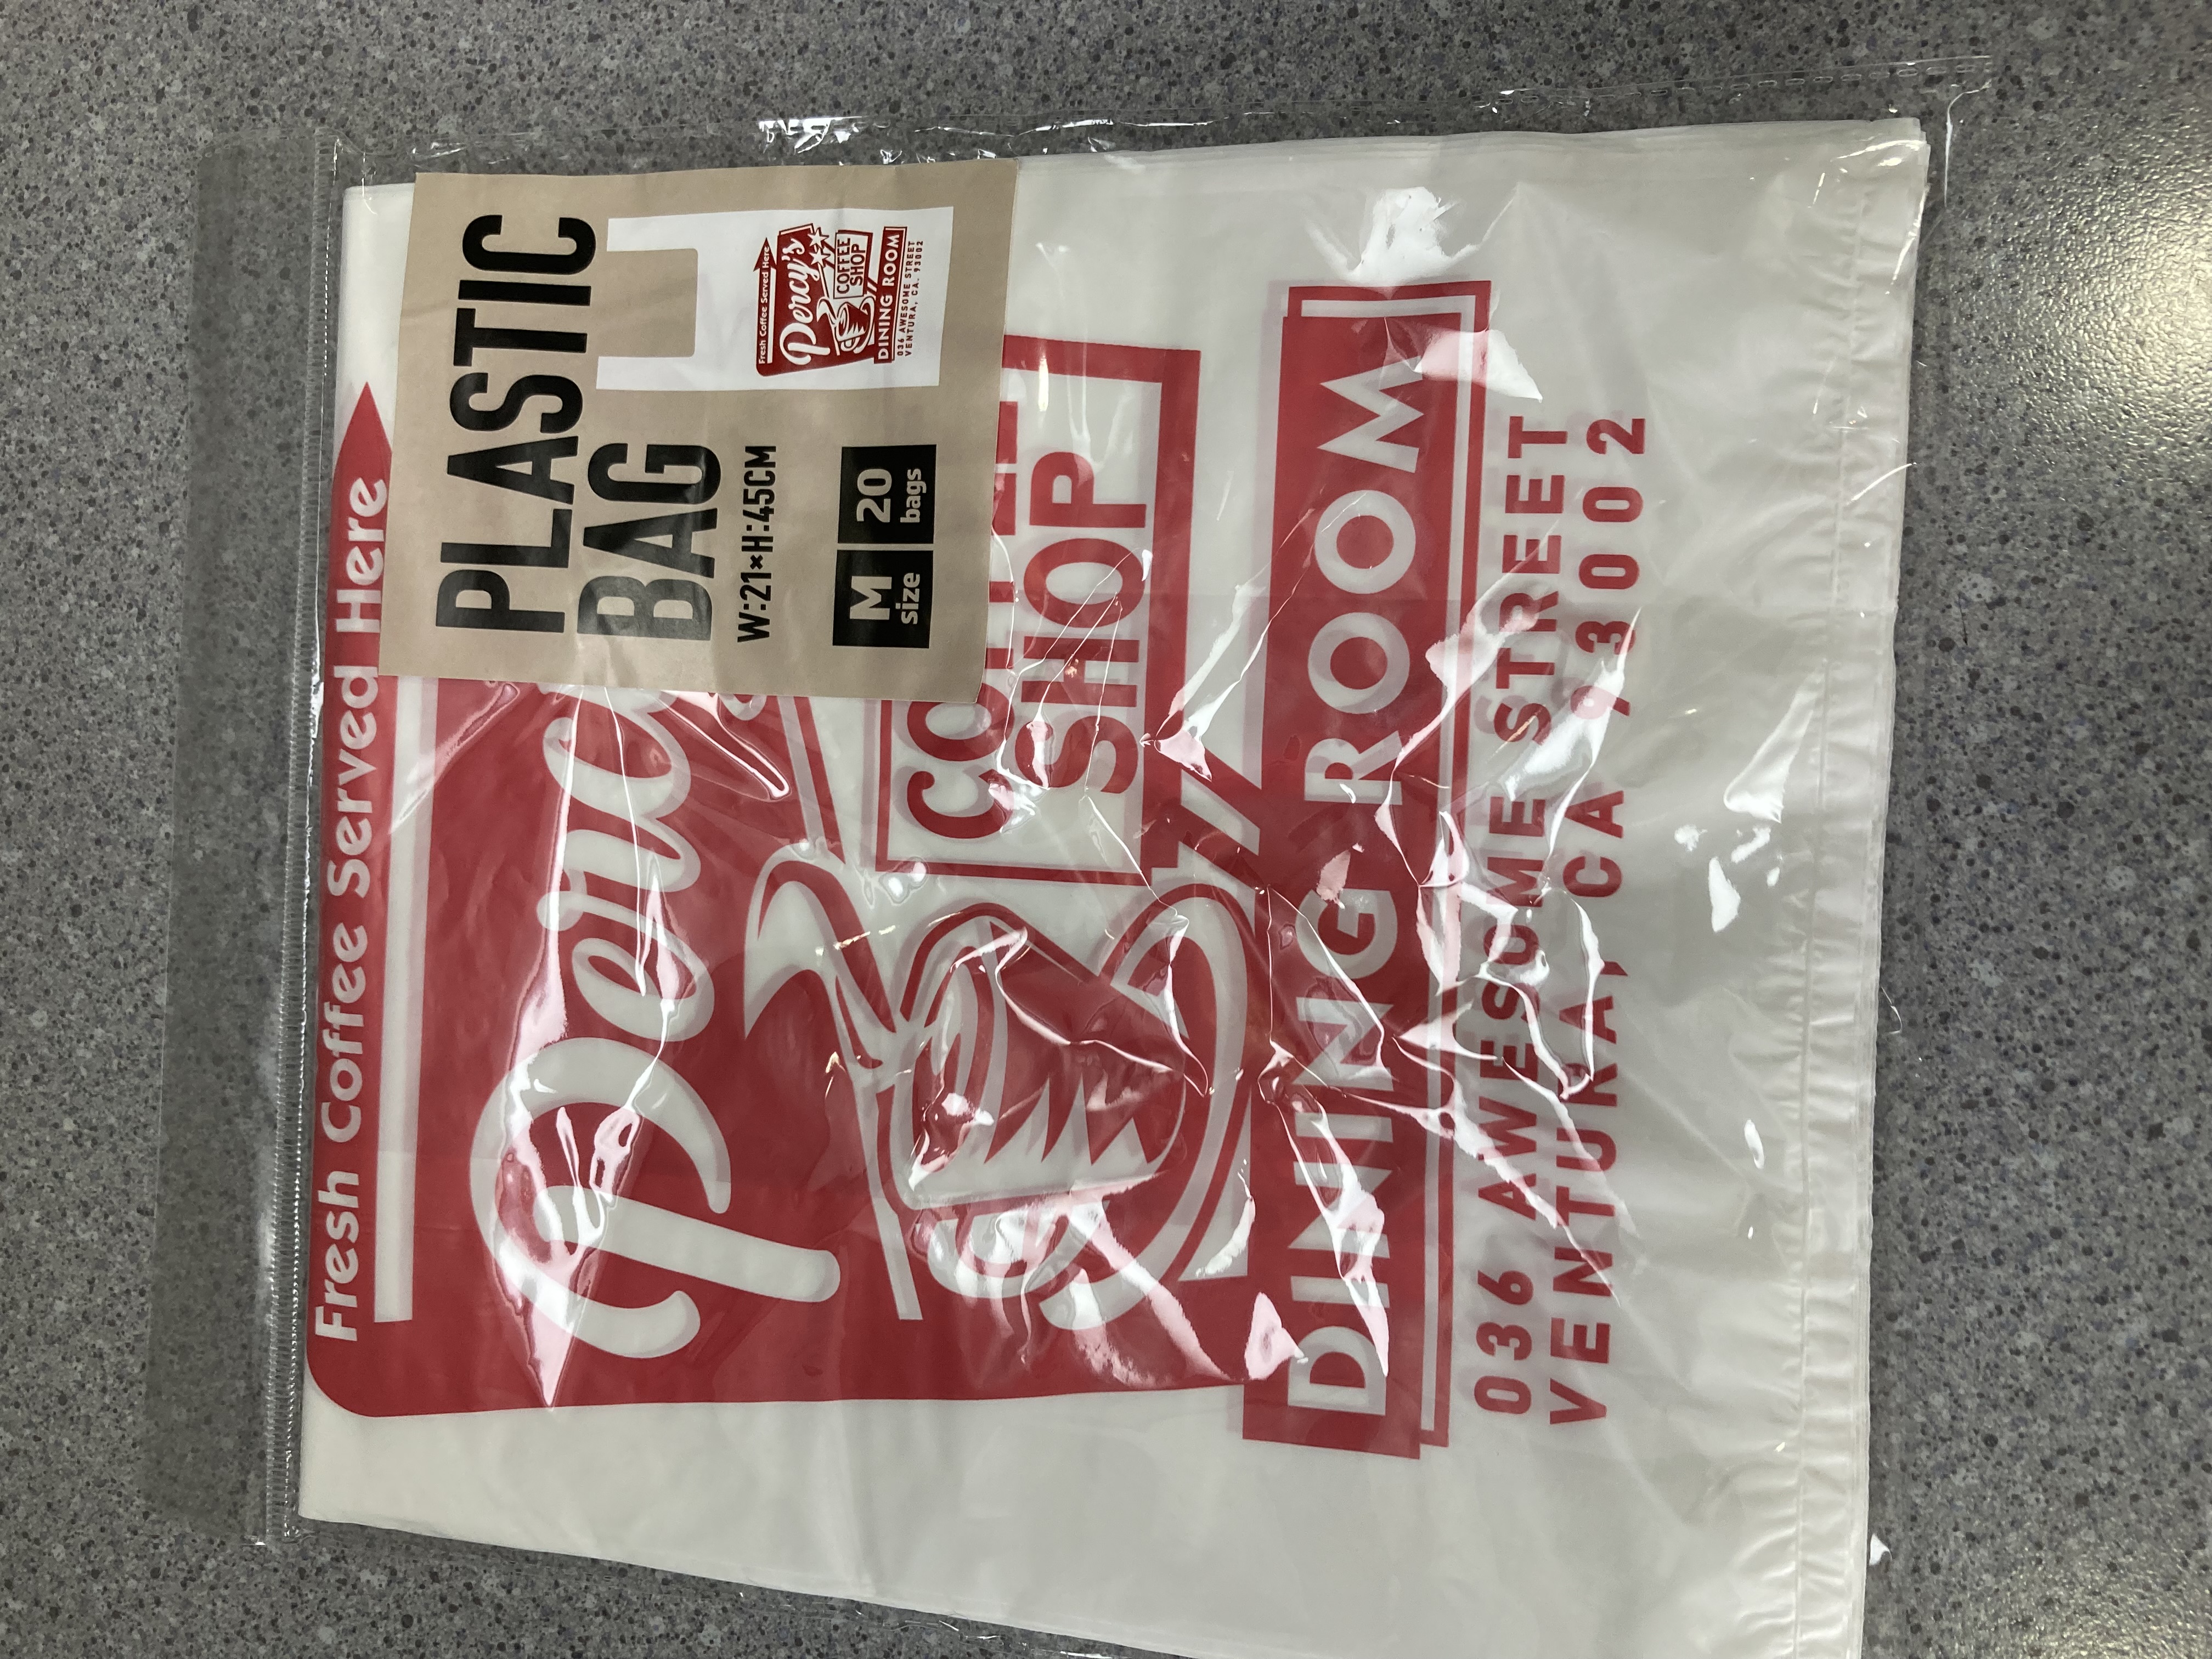 PLASTIC
BAG
W:21×H:45CM
M
size
20
bags
Fresh Coffee Served Here
Percy's
COFFEE
SHOP
DINING ROOM
036 AWESOME STREET
VENTURA, CA. 93002
Fresh Coffee Served Here
SHOP
DINING ROOM
036 AWESOME STREET
VENTURA, CA 93002